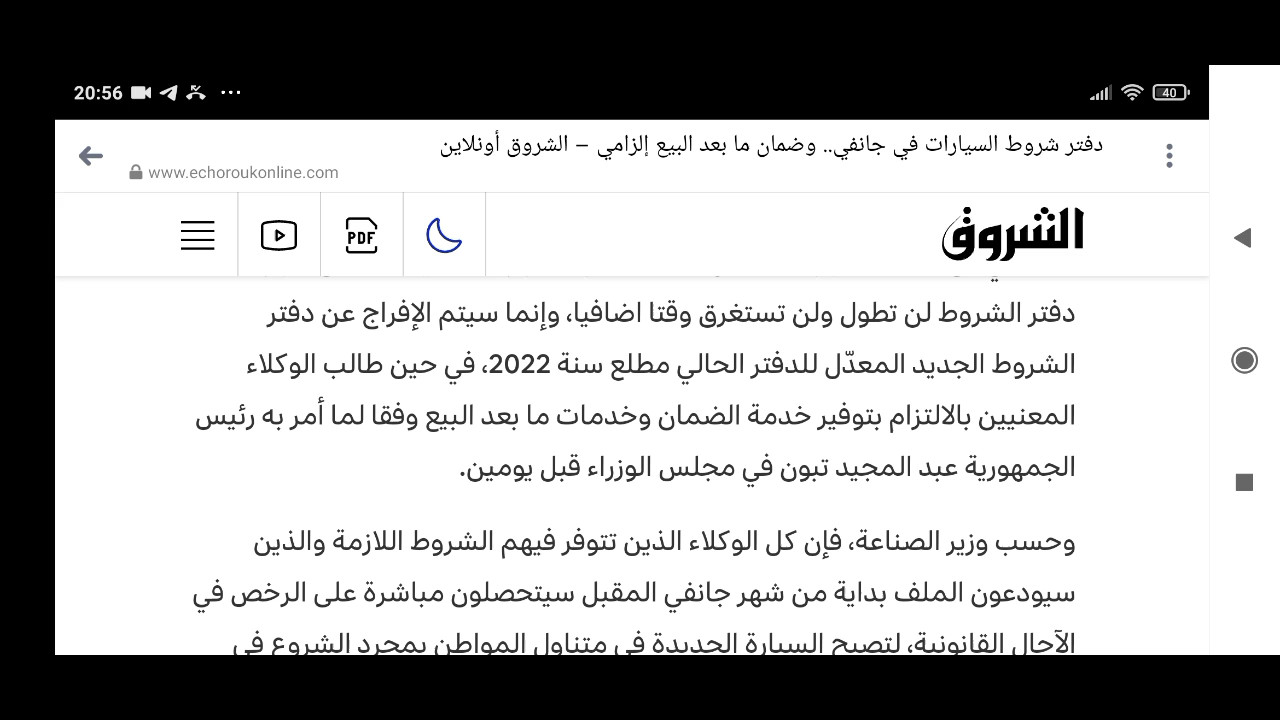 20:56
40
دفتر شروط السيارات في جانفي.. وضمان ما بعد البيع إلزامي – الشروق أونلاين
www.echoroukonline.com
PDF
الشروق
دفتر الشروط لن تطول ولن تستغرق وقتا اضافيا، وإنما سيتم الإفراج عن دفتر
الشروط الجديد المعدّل للدفتر الحالي مطلع سنة 2022، في حين طالب الوكلاء
المعنيين بالالتزام بتوفير خدمة الضمان وخدمات ما بعد البيع وفقا لما أمر به رئيس
الجمهورية عبد المجيد تبون في مجلس الوزراء قبل يومين.
وحسب وزير الصناعة، فإن كل الوكلاء الذين تتوفر فيهم الشروط اللازمة والذين
سيودعون الملف بداية من شهر جانفي المقبل سيتحصلون مباشرة على الرخص في
الآجال القانونية، لتصبح السيارة الجديدة في متناول المواطن بمجرد الشروع في